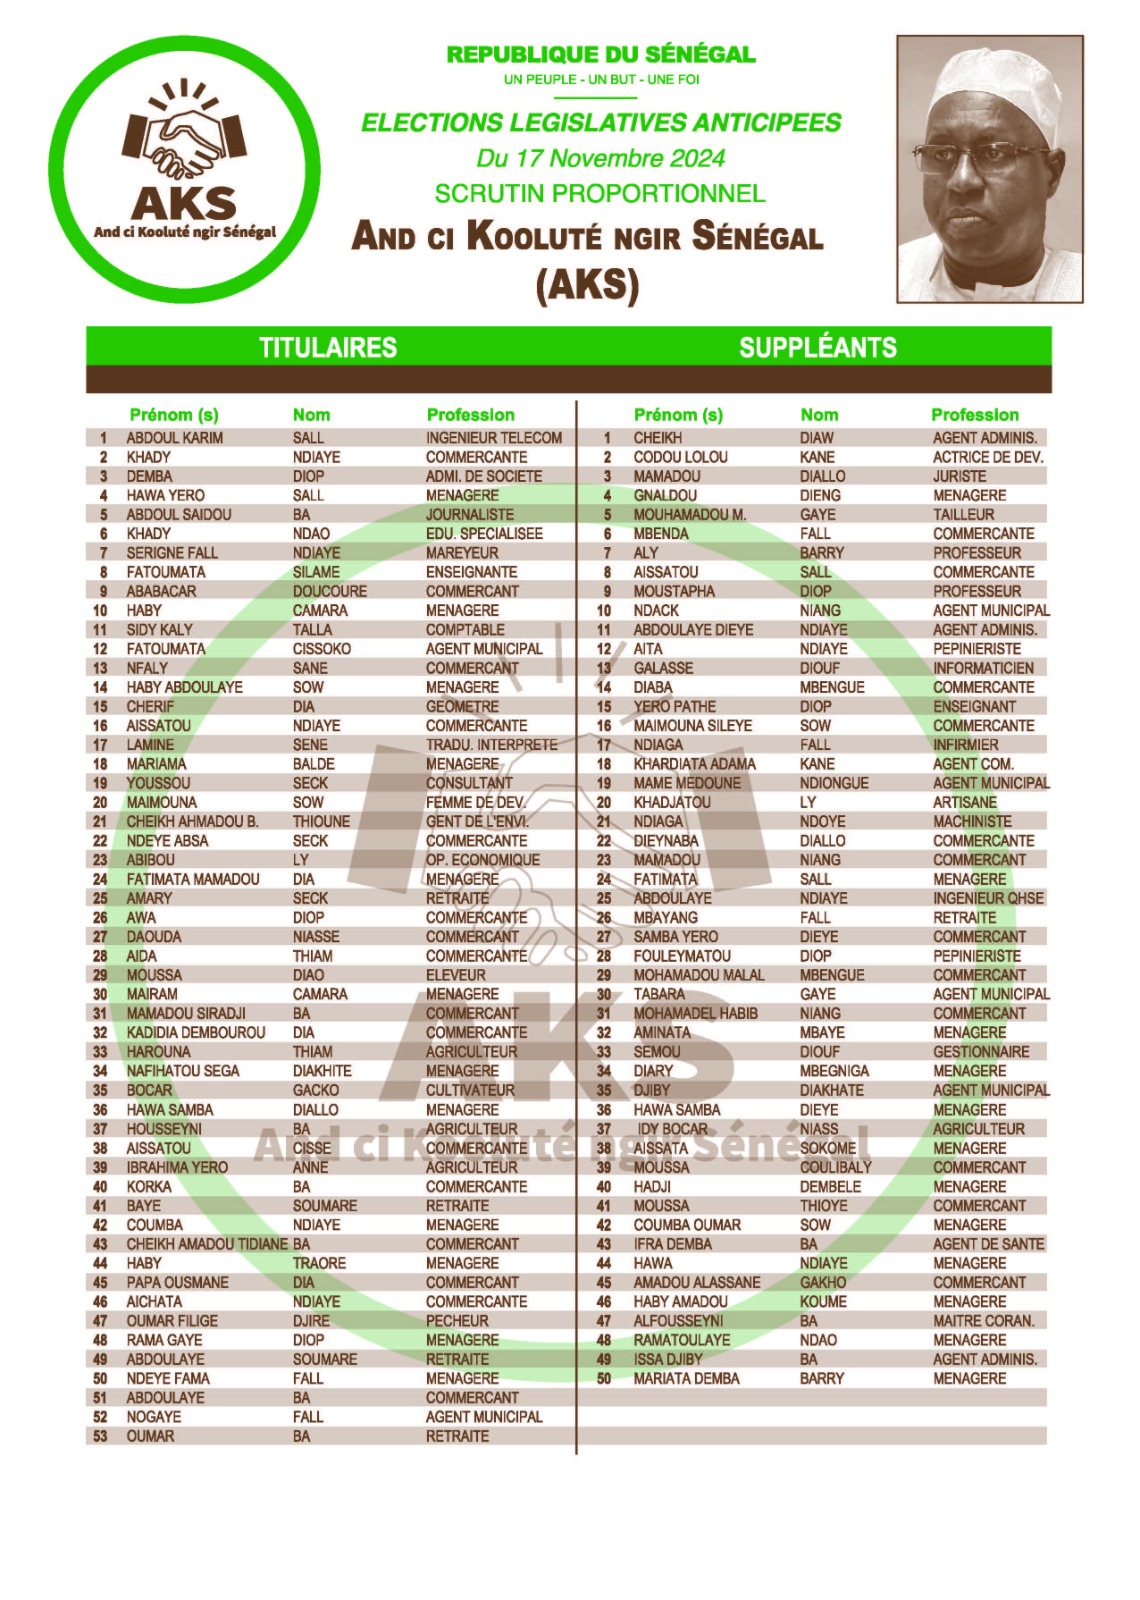 REPUBLIQUE DU SÉNÉGAL
UN PEUPLE - UN BUT - UNE FOI
ELECTIONS LEGISLATIVES ANTICIPEES
Du 17 Novembre 2024
SCRUTIN PROPORTIONNEL
AND CI KOOLUTÉ NGIR SÉNÉGAL
(AKS)
AKS
And ci Kooluté ngir Sénégal
TITULAIRES SUPPLÉANTS
Prénom (s) Nom Profession Prénom (s) Nom Profession
1 ABDOUL KARIM SALL INGENIEUR TELECOM 1 CHEIKH DIAW AGENT ADMINIS.
2 KHADY NDIAYE COMMERCANTE 2 CODOU LOLOU KANE ACTRICE DE DEV.
3 DEMBA DIOP ADMI. DE SOCIETE 3 MAMADOU DIALLO JURISTE
4 HAWA YERO SALL MENAGERE 4 GNALDOU DIENG MENAGERE
5 ABDOUL SAIDOU BA JOURNALISTE 5 MOUHAMADOU M. GAYE TAILLEUR
6 KHADY NDAO EDU. SPECIALISEE 6 MBENDA FALL COMMERCANTE
7 SERIGNE FALL NDIAYE MAREYEUR 7 ALY BARRY PROFESSEUR
8 FATOUMATA SILAME ENSEIGNANTE 8 AISSATOU SALL COMMERCANTE
9 ABABACAR DOUCOURE COMMERCANT 9 MOUSTAPHA DIOP PROFESSEUR
10 HABY CAMARA MENAGERE 10 NDACK NIANG AGENT MUNICIPAL
11 SIDY KALY TALLA COMPTABLE 11 ABDOULAYE DIEYE NDIAYE AGENT ADMINIS.
12 FATOUMATA CISSOKO AGENT MUNICIPAL 12 AITA NDIAYE PEPINIERISTE
13 NFALY SANE COMMERCANT 13 GALASSE DIOUF INFORMATICIEN
14 HABY ABDOULAYE SOW MENAGERE 14 DIABA MBENGUE COMMERCANTE
15 CHERIF DIA GEOMETRE 15 YERO PATHE DIOP ENSEIGNANT
16 AISSATOU NDIAYE COMMERCANTE 16 MAIMOUNA SILEYE SOW COMMERCANTE
17 LAMINE SENE TRADU. INTERPRETE 17 NDIAGA FALL INFIRMIER
18 MARIAMA BALDE MENAGERE 18 KHARDIATA ADAMA KANE AGENT COM.
19 YOUSSOU SECK CONSULTANT 19 MAME MEDOUNE NDIONGUE AGENT MUNICIPAL
20 MAIMOUNA SOW FEMME DE DEV. 20 KHADJATOU LY ARTISANE
21 CHEIKH AHMADOU B. THIOUNE GENT DE L'ENVI. 21 NDIAGA NDOYE MACHINISTE
22 NDEYE ABSA SECK COMMERCANTE 22 DIEYNABA DIALLO COMMERCANTE
23 ABIBOU LY OP. ECONOMIQUE 23 MAMADOU NIANG COMMERCANT
24 FATIMATA MAMADOU DIA MENAGERE 24 FATIMATA SALL MENAGERE
25 AMARY SECK RETRAITE 25 ABDOULAYE NDIAYE INGENIEUR QHSE
26 AWA DIOP COMMERCANTE 26 MBAYANG FALL RETRAITE
27 DAOUDA NIASSE COMMERCANT 27 SAMBA YERO DIEYE COMMERCANT
28 AIDA THIAM COMMERCANTE 28 FOULEYMATOU DIOP PEPINIERISTE
29 MOUSSA DIAO ELEVEUR 29 MOHAMADOU MALAL MBENGUE COMMERCANT
30 MAIRAM CAMARA MENAGERE 30 TABARA GAYE AGENT MUNICIPAL
31 MAMADOU SIRADJI BA COMMERCANT 31 MOHAMADEL HABIB NIANG COMMERCANT
32 KADIDIA DEMBOUROU DIA COMMERCANTE 32 AMINATA MBAYE MENAGERE
33 HAROUNA THIAM AGRICULTEUR 33 SEMOU DIOUF GESTIONNAIRE
34 NAFIHATOU SEGA DIAKHITE MENAGERE 34 DIARY MBEGNIGA MENAGERE
35 BOCAR GACKO CULTIVATEUR 35 DJIBY DIAKHATE AGENT MUNICIPAL
36 HAWA SAMBA DIALLO MENAGERE 36 HAWA SAMBA DIEYE MENAGERE
37 HOUSSEYNI BA AGRICULTEUR 37 IDY BOCAR NIASS AGRICULTEUR
38 AISSATOU CISSE COMMERCANTE 38 AISSATA SOKOME MENAGERE
39 IBRAHIMA YERO ANNE AGRICULTEUR 39 MOUSSA COULIBALY COMMERCANT
40 KORKA BA COMMERCANTE 40 HADJI DEMBELE MENAGERE
41 BAYE SOUMARE RETRAITE 41 MOUSSA THIOYE COMMERCANT
42 COUMBA NDIAYE MENAGERE 42 COUMBA OUMAR SOW MENAGERE
43 CHEIKH AMADOU TIDIANE BA COMMERCANT 43 IFRA DEMBA BA AGENT DE SANTE
44 HABY TRAORE MENAGERE 44 HAWA NDIAYE MENAGERE
45 PAPA OUSMANE DIA COMMERCANT 45 AMADOU ALASSANE GAKHO COMMERCANT
46 AICHATA NDIAYE COMMERCANTE 46 HABY AMADOU KOUME MENAGERE
47 OUMAR FILIGE DJIRE PECHEUR 47 ALFOUSSEYNI BA MAITRE CORAN.
48 RAMA GAYE DIOP MENAGERE 48 RAMATOULAYE NDAO MENAGERE
49 ABDOULAYE SOUMARE RETRAITE 49 ISSA DJIBY BA AGENT ADMINIS.
50 NDEYE FAMA FALL MENAGERE 50 MARIATA DEMBA BARRY MENAGERE
51 ABDOULAYE BA COMMERCANT
52 NOGAYE FALL AGENT MUNICIPAL
53 OUMAR BA RETRAITE
AKS
And ci Kooluté ngir Sénégal